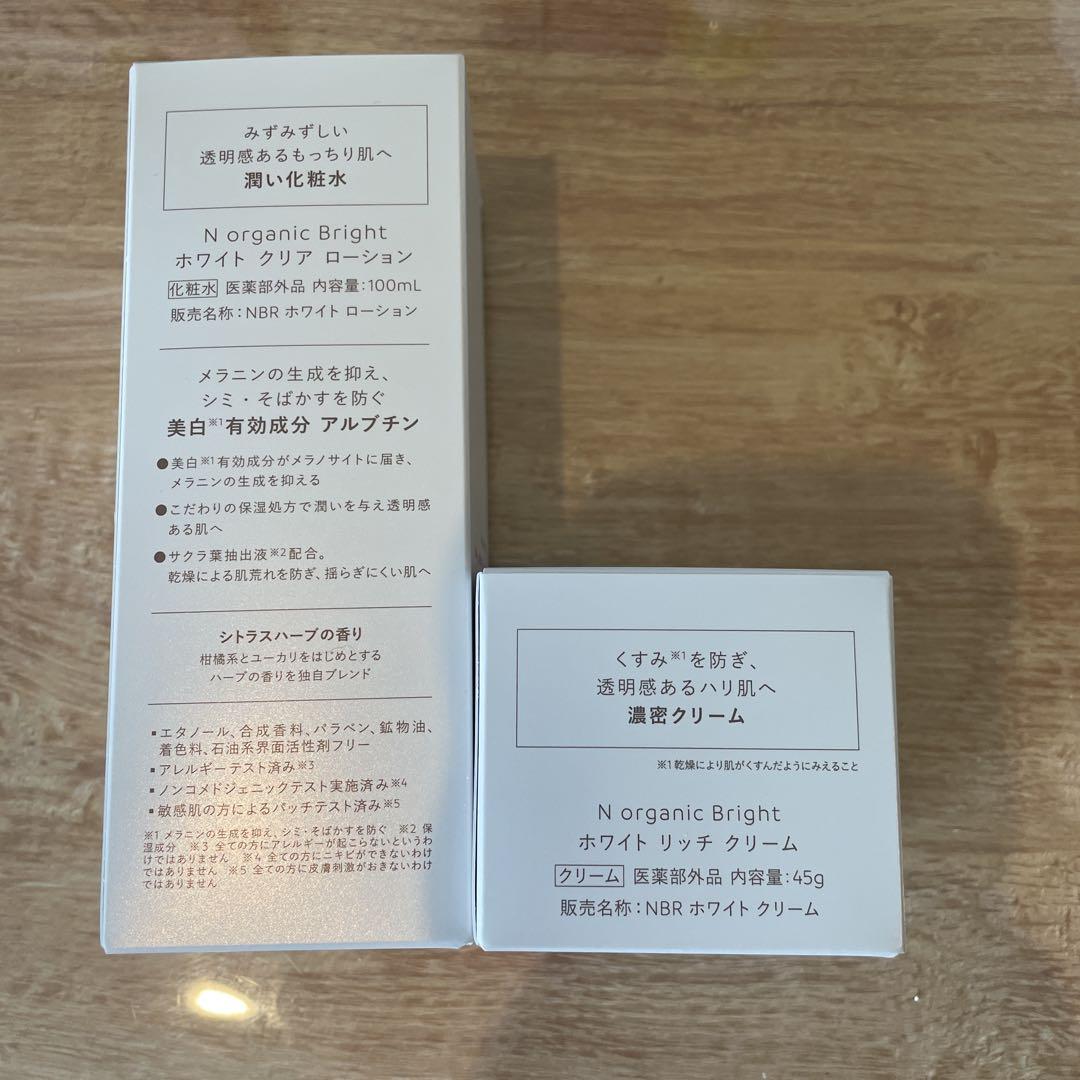 みずみずしい
透明感あるもっちり肌へ
潤い化粧水
N organic Bright
ホワイト クリア ローション
化粧水 医薬部外品 内容量:100mL
販売名称:NBR ホワイト ローション
メラニンの生成を抑え、
シミ・そばかすを防ぐ
美白※1有効成分 アルブチン
●美白※1有効成分がメラノサイトに届き、
メラニンの生成を抑える
●こだわりの保湿処方で潤いを与え透明感
ある肌へ
●サクラ葉抽出液※2配合。
乾燥による肌荒れを防ぎ、揺らぎにくい肌へ
シトラスハーブの香り
柑橘系とユーカリをはじめとする
ハーブの香りを独自ブレンド
▪エタノール、合成香料、パラベン、鉱物油、
着色料、石油系界面活性剤フリー
▪アレルギーテスト済み※3
▪ノンコメドジェニックテスト実施済み※4
▪敏感肌の方によるパッチテスト済み※5
※1 メラニンの生成を抑え、シミ・そばかすを防ぐ ※2 保
湿成分 ※3 全ての方にアレルギーが起こらないというわ
けではありません ※4 全ての方にニキビができないわけ
ではありません ※5 全ての方に皮膚刺激がおきないわけ
ではありません
くすみ※1を防ぎ、
透明感あるハリ肌へ
濃密クリーム
※1 乾燥により肌がくすんだようにみえること
N organic Bright
ホワイト リッチ クリーム
クリーム 医薬部外品 内容量:45g
販売名称:NBR ホワイト クリーム